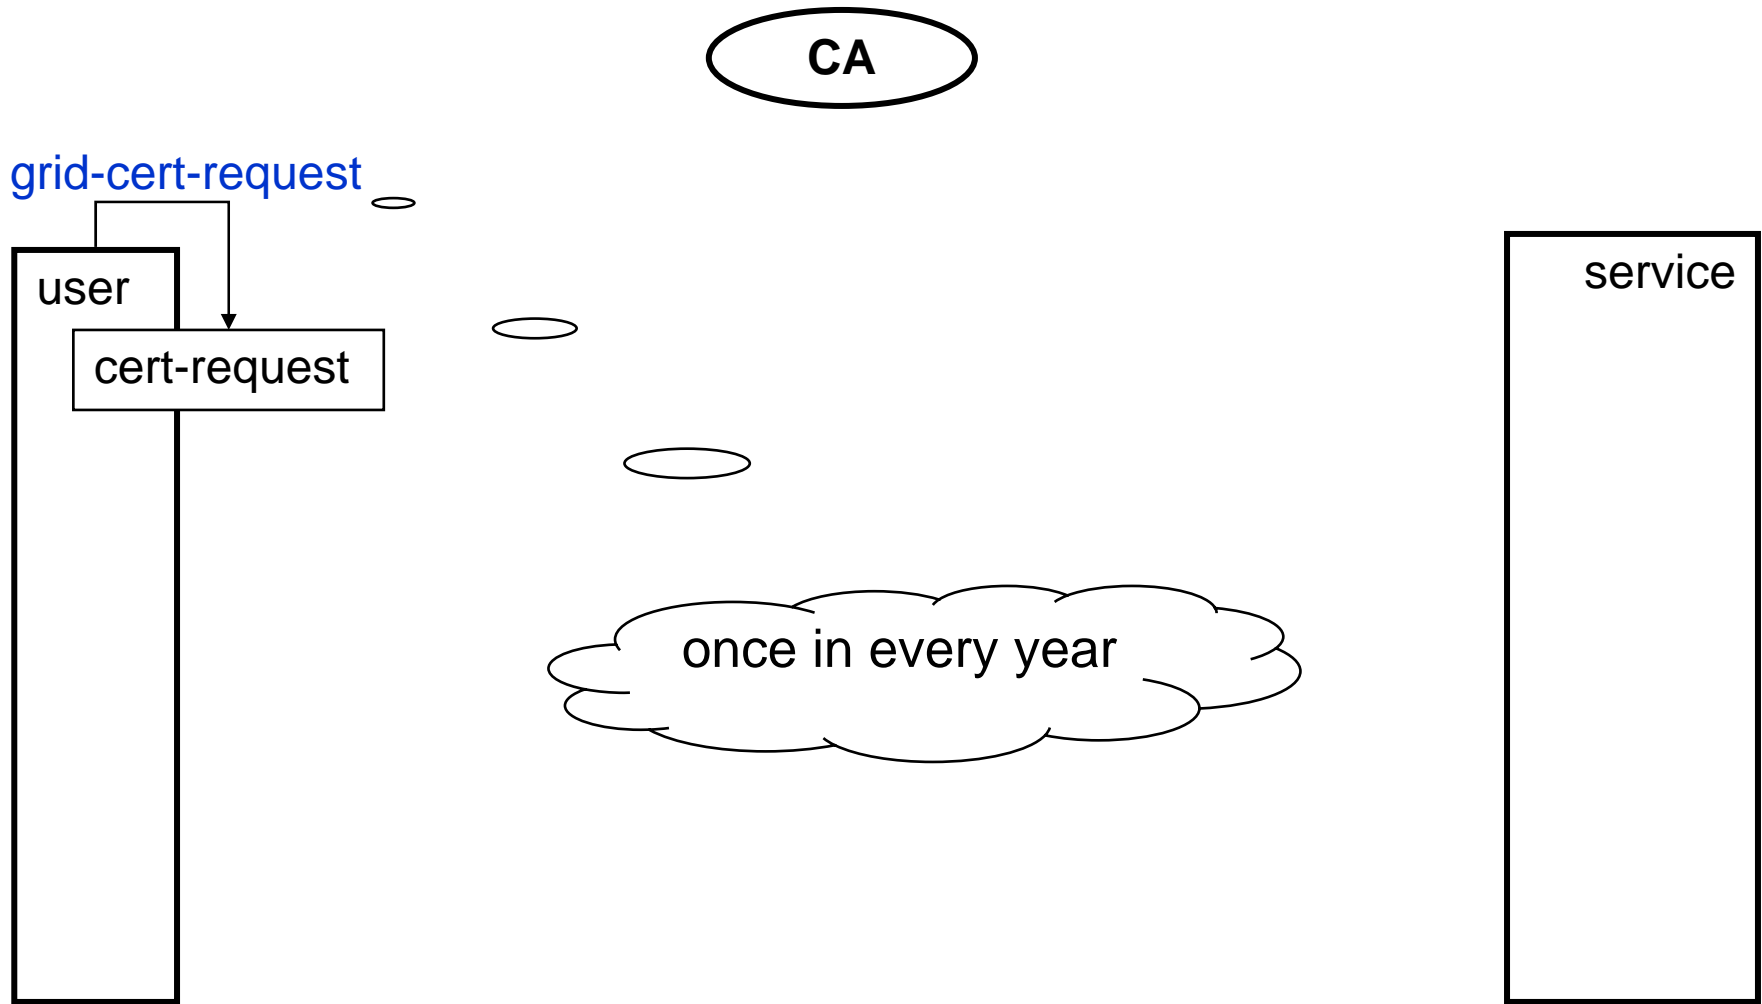 CA
grid-cert-request
user
service
cert-request
once in every year